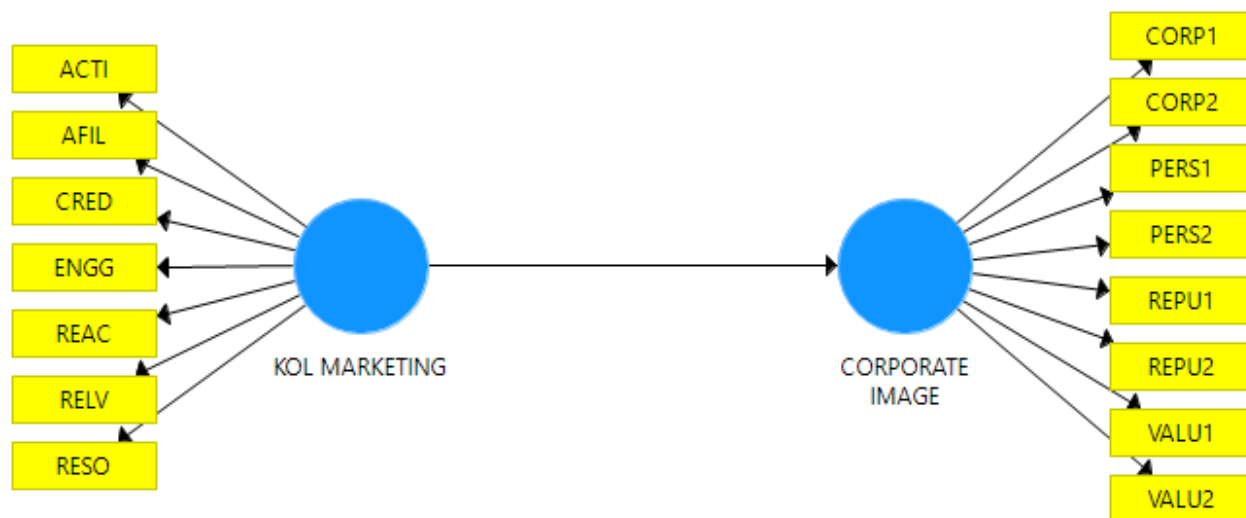 ACTI
AFIL
CRED
ENGG
REAC
RELV
RESO
KOL MARKETING
CORPORATE
IMAGE
CORP1
CORP2
PERS1
PERS2
REPU1
REPU2
VALU1
VALU2